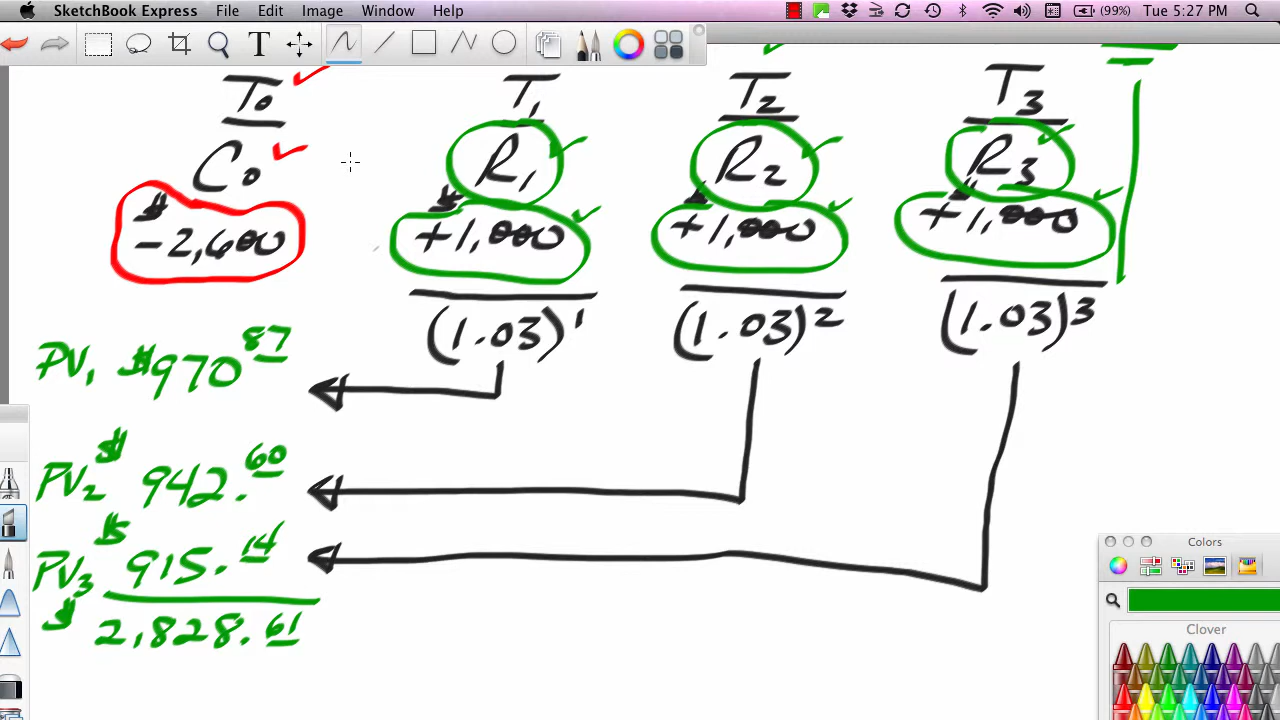 SketchBook Express File Edit Image Window Help (99%) Tue 5:27 PM
T
T0 T1 T2 T3
C0 R1 R2 R3
$ $ $ $
-2,600 +1,000 +1,000 +1,000
(1.03)1 (1.03)2 (1.03)3
PV1 $970 87
PV2 $ 942.60
PV3 $ 915.14
$ 2,828.61
Colors
Clover